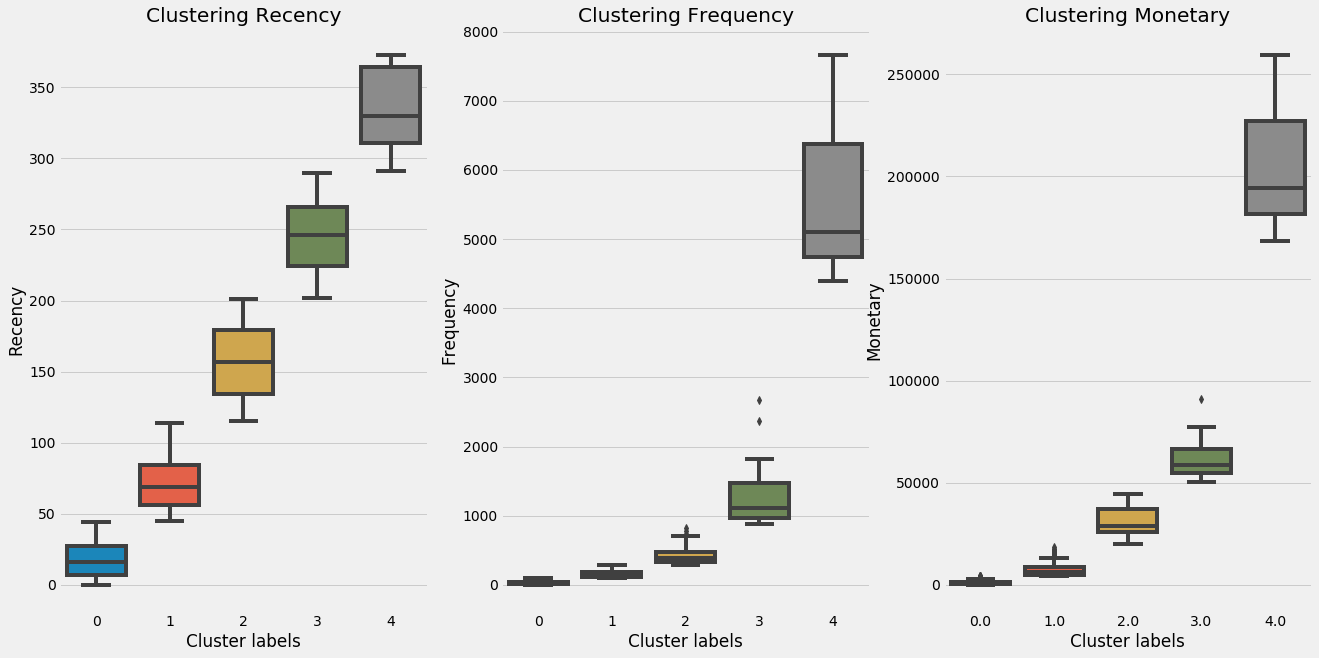 Clustering Recency
Recency
350
300
250
200
150
100
50
0
0 1 2 3 4
Cluster labels
Clustering Frequency
Frequency
8000
7000
6000
5000
4000
3000
2000
1000
0
0 1 2 3 4
Cluster labels
Clustering Monetary
Monetary
250000
200000
150000
100000
50000
0
0.0 1.0 2.0 3.0 4.0
Cluster labels